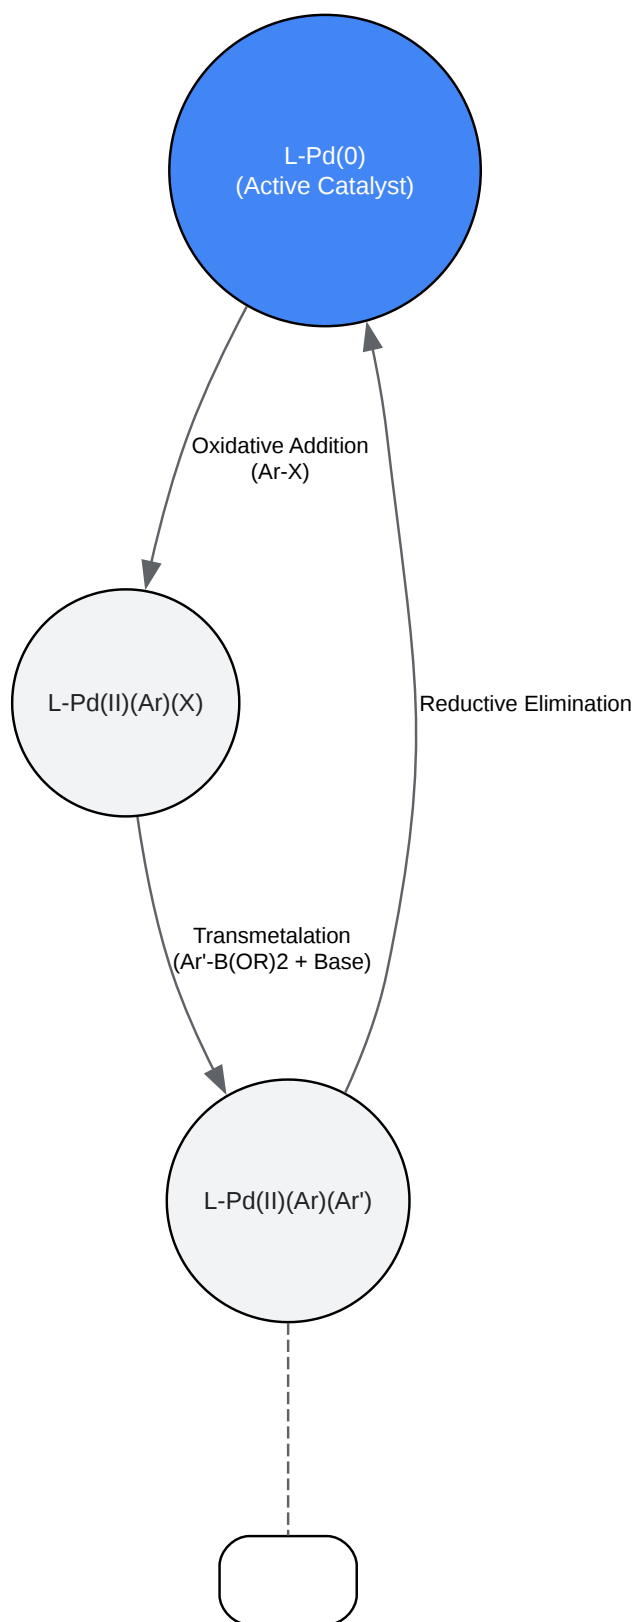 L-Pd(0)
(Active Catalyst)
Oxidative Addition
(Ar-X)
L-Pd(II)(Ar)(X)
Reductive Elimination
Transmetalation
(Ar'-B(OR)2 + Base)
L-Pd(II)(Ar)(Ar')